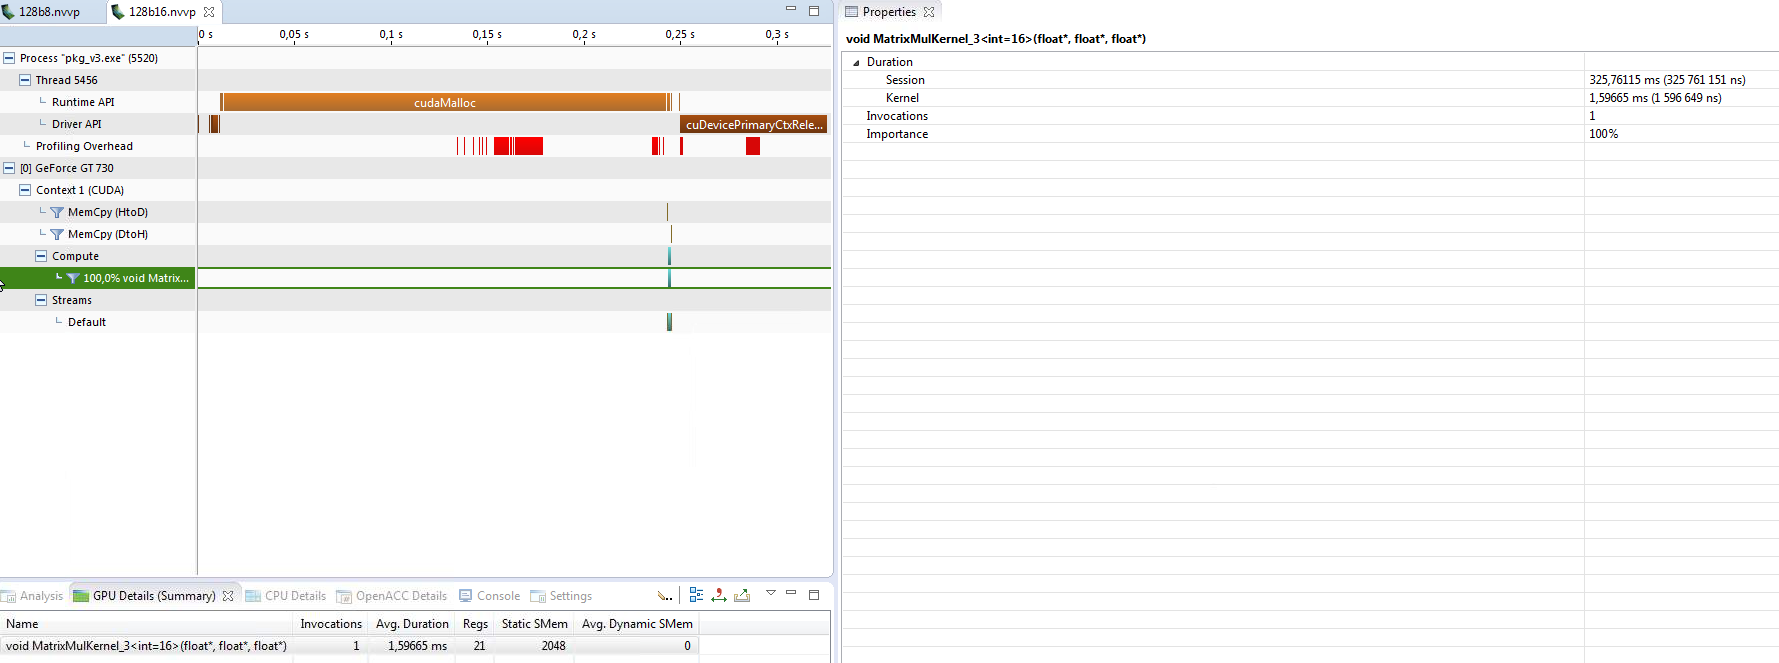 128b8.nvvp
128b16.nvvp
0 s 0,05 s 0,1 s 0,15 s 0,2 s 0,25 s 0,3 s
Process "pkg_v3.exe" (5520)
Thread 5456
Runtime API
cudaMalloc
Driver API
cuDevicePrimaryCtxRele...
Profiling Overhead
[0] GeForce GT 730
Context 1 (CUDA)
MemCpy (HtoD)
MemCpy (DtoH)
Compute
100,0% void Matrix...
Streams
Default
Analysis GPU Details (Summary) CPU Details OpenACC Details Console Settings
Name Invocations Avg. Duration Regs Static SMem Avg. Dynamic SMem
void MatrixMulKernel_3<int=16>(float*, float*, float*) 1 1,59665 ms 21 2048 0
Properties
void MatrixMulKernel_3<int=16>(float*, float*, float*)
Duration
Session 325,76115 ms (325 761 151 ns)
Kernel 1,59665 ms (1 596 649 ns)
Invocations 1
Importance 100%